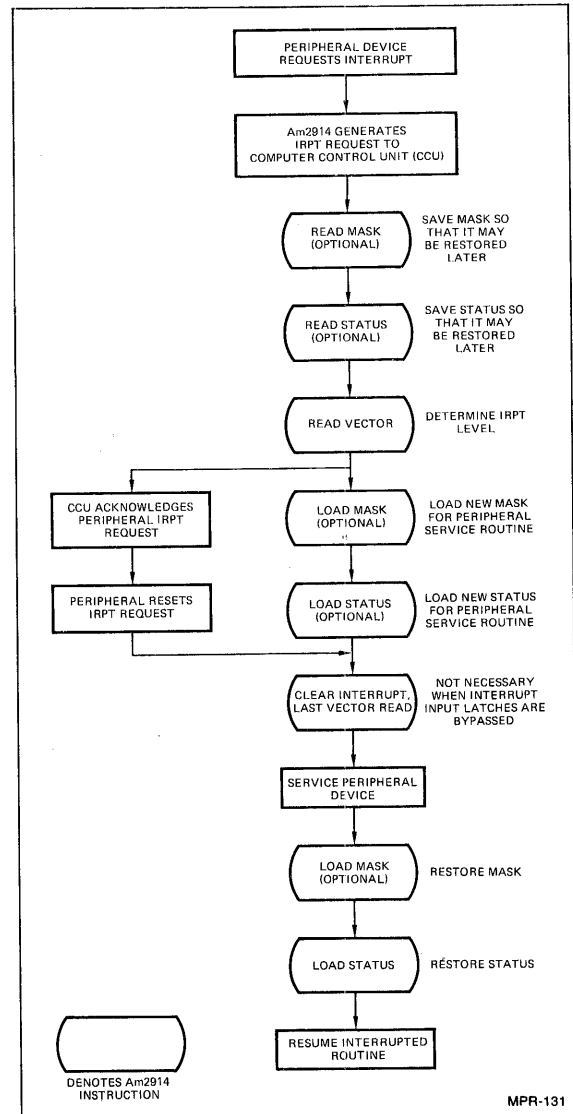 PERIPHERAL DEVICE
REQUESTS INTERRUPT
Am2914 GENERATES
IRPT REQUEST TO
COMPUTER CONTROL UNIT (CCU)
READ MASK
(OPTIONAL)
SAVE MASK SO
THAT IT MAY
BE RESTORED
LATER
READ STATUS
(OPTIONAL)
SAVE STATUS SO
THAT IT MAY
BE RESTORED
LATER
READ VECTOR
DETERMINE IRPT
LEVEL
CCU ACKNOWLEDGES
PERIPHERAL IRPT
REQUEST
LOAD MASK
(OPTIONAL)
LOAD NEW MASK
FOR PERIPHERAL
SERVICE ROUTINE
PERIPHERAL RESETS
IRPT REQUEST
LOAD STATUS
(OPTIONAL)
LOAD NEW STATUS
FOR PERIPHERAL
SERVICE ROUTINE
CLEAR INTERRUPT,
LAST VECTOR READ
NOT NECESSARY
WHEN INTERRUPT
INPUT LATCHES ARE
BYPASSED
SERVICE PERIPHERAL
DEVICE
LOAD MASK
(OPTIONAL)
RESTORE MASK
LOAD STATUS
RESTORE STATUS
RESUME INTERRUPTED
ROUTINE
DENOTES Am2914
INSTRUCTION
MPR-131